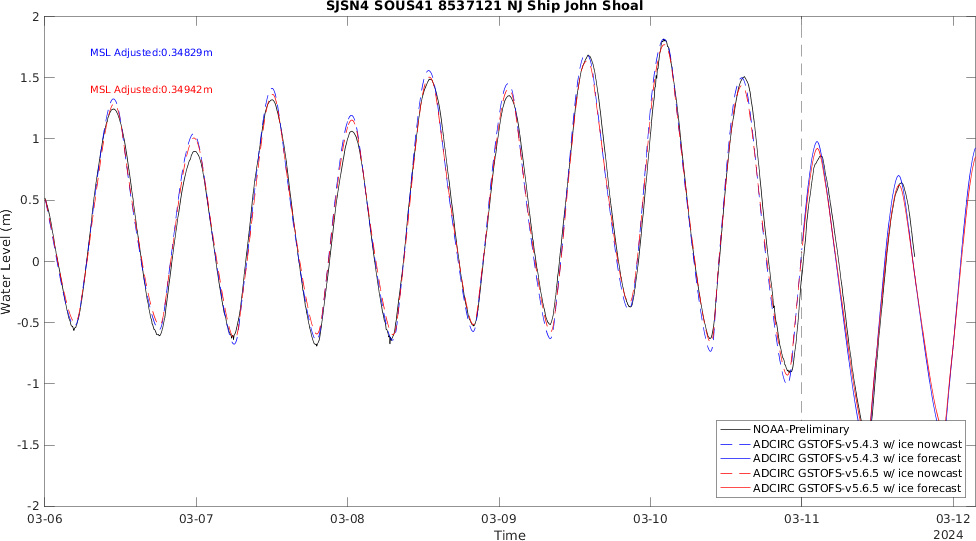 SJSN4 SOUS41 8537121 NJ Ship John Shoal
MSL Adjusted:0.34829m
MSL Adjusted:0.34942m
Water Level (m)
2
1.5
1
0.5
0
-0.5
-1
-1.5
-2
NOAA-Preliminary
ADCIRC GSTOFS-v5.4.3 w/ ice nowcast
ADCIRC GSTOFS-v5.4.3 w/ ice forecast
ADCIRC GSTOFS-v5.6.5 w/ ice nowcast
ADCIRC GSTOFS-v5.6.5 w/ ice forecast
03-06 03-07 03-08 03-09 03-10 03-11 03-12
Time
2024